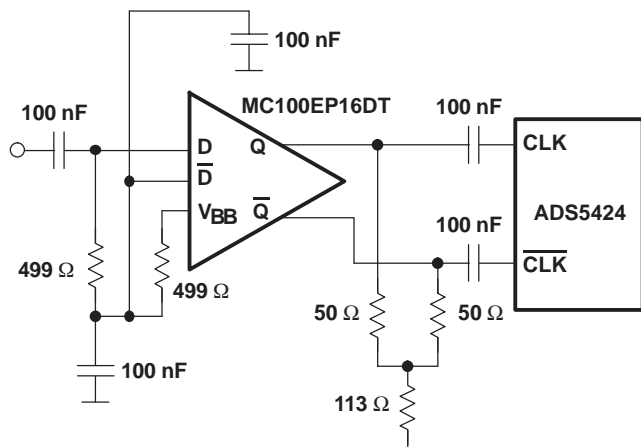 100 nF
MC100EP16DT
100 nF
100 nF
D
Q
CLK
D̅
V_BB
Q̅
100 nF
ADS5424
C̅L̅K̅
499 Ω
499 Ω
50 Ω
50 Ω
100 nF
113 Ω